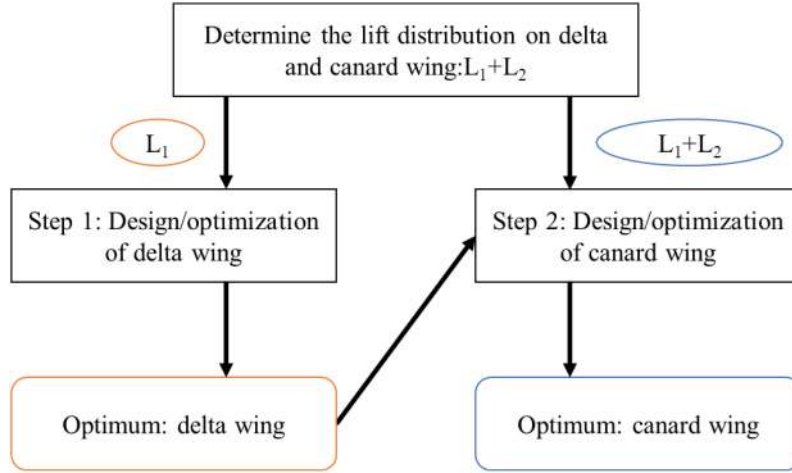 Determine the lift distribution on delta
and canard wing:L₁+L₂
L₁
L₁+L₂
Step 1: Design/optimization
of delta wing
Step 2: Design/optimization
of canard wing
Optimum: delta wing
Optimum: canard wing